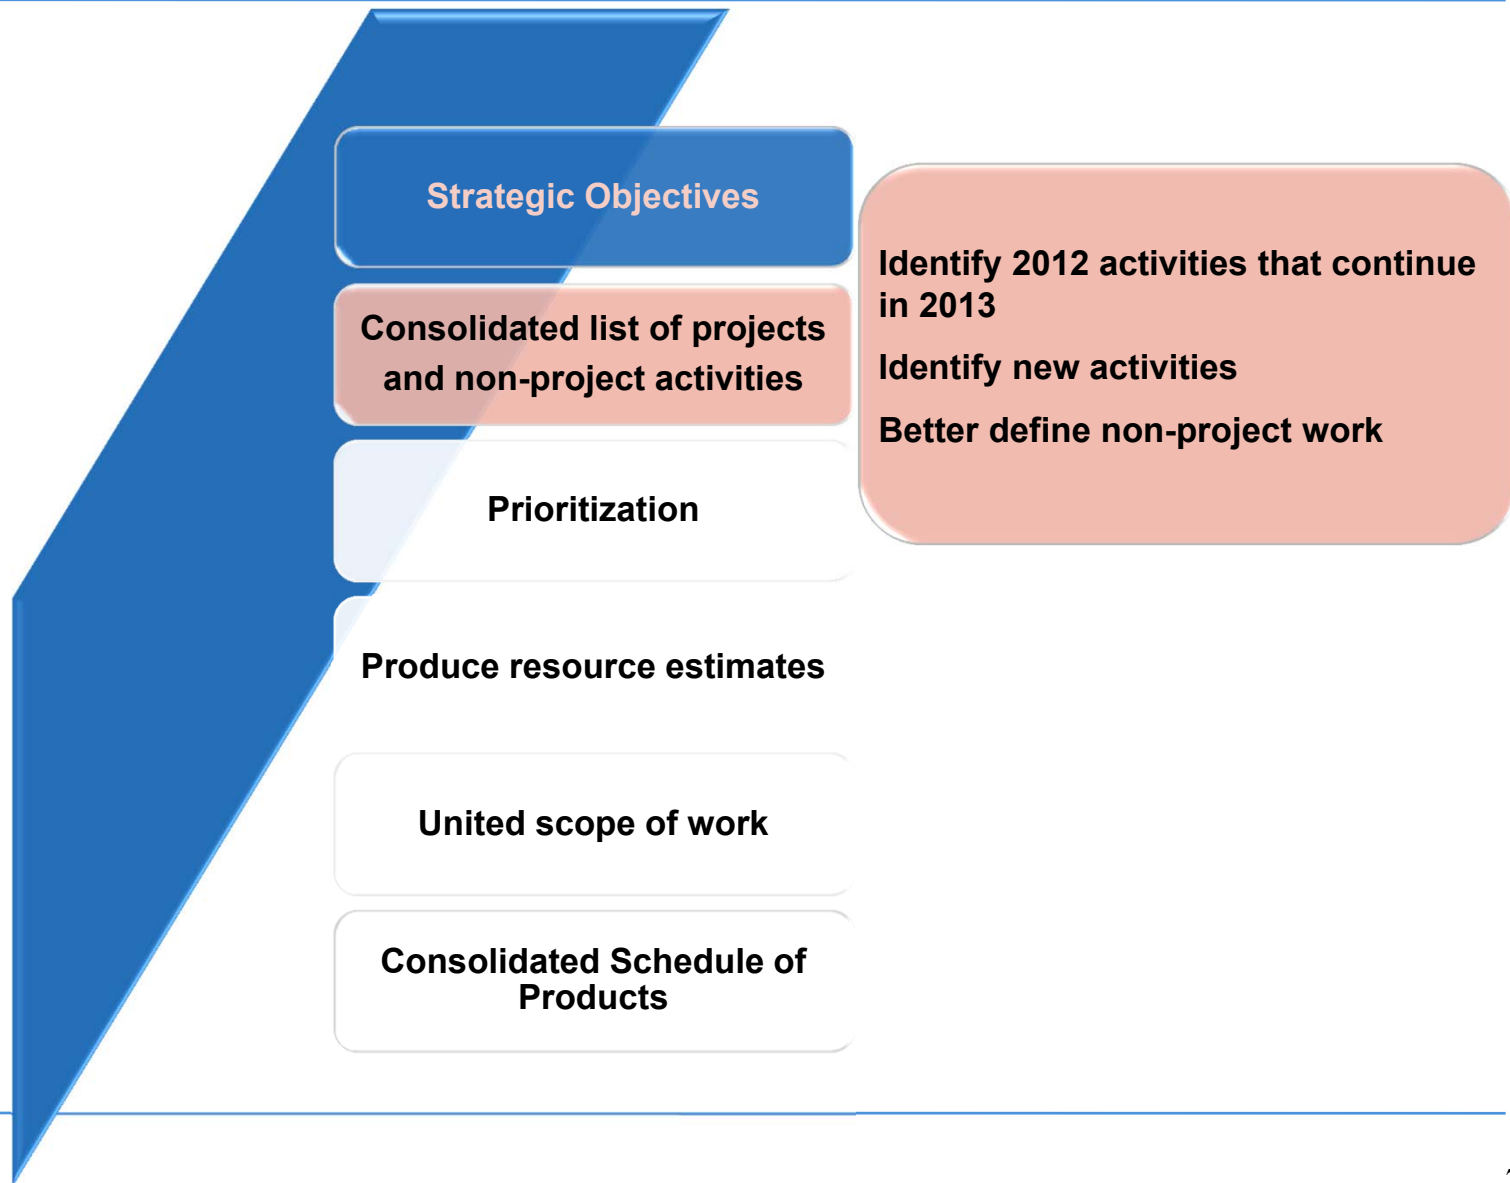 Strategic Objectives
Consolidated list of projects
and non-project activities
Prioritization
Produce resource estimates
United scope of work
Consolidated Schedule of
Products
Identify 2012 activities that continue
in 2013
Identify new activities
Better define non-project work